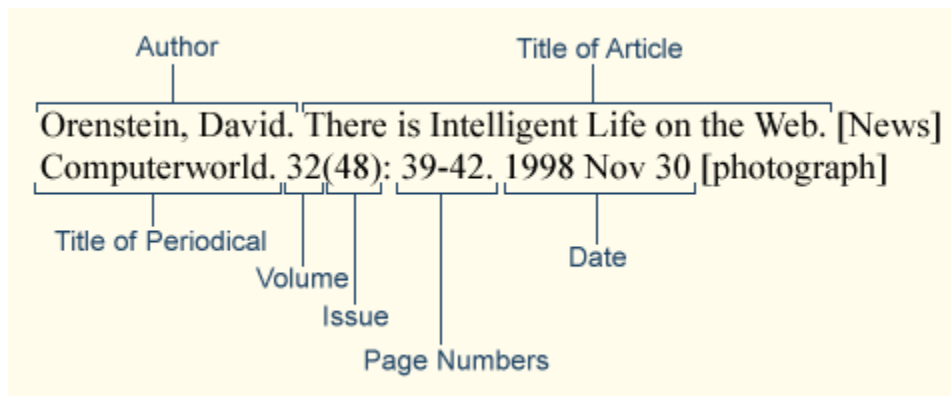 Author
Title of Article
Orenstein, David. There is Intelligent Life on the Web. [News]
Computerworld. 32(48): 39-42. 1998 Nov 30 [photograph]
Title of Periodical
Volume
Date
Issue
Page Numbers